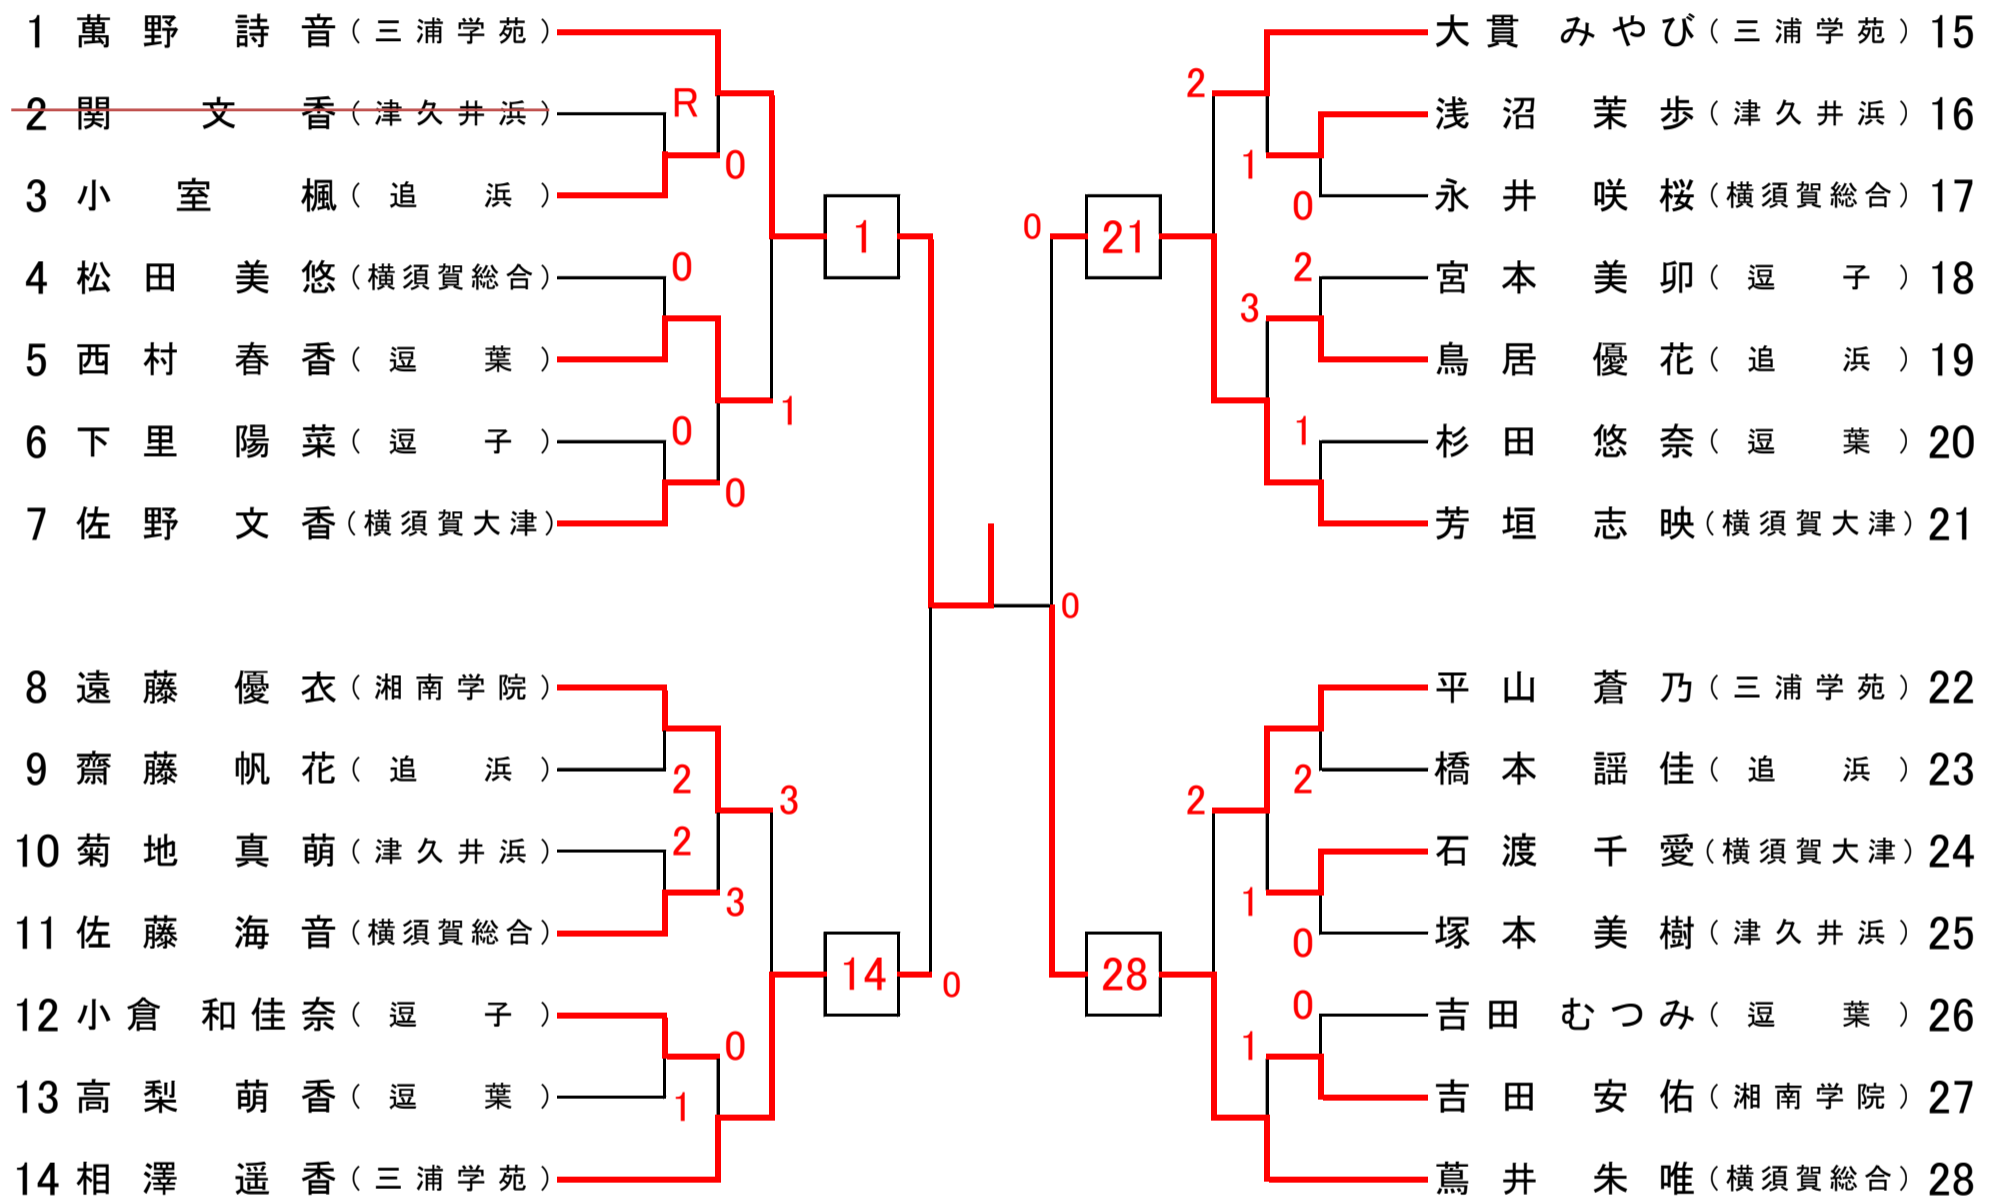 1 萬野 詩音（三浦学苑）
2 関 文香（津久井浜）
3 小室 楓（追浜）
4 松田 美悠（横須賀総合）
5 西村 春香（逗葉）
6 下里 陽菜（逗子）
7 佐野 文香（横須賀大津）
8 遠藤 優衣（湘南学院）
9 齋藤 帆花（追浜）
10 菊地 真萌（津久井浜）
11 佐藤 海音（横須賀総合）
12 小倉 和佳奈（逗子）
13 高梨 萌香（逗葉）
14 相澤 遥香（三浦学苑）
R
0
0
0
1
0
1
2
3
2
3
0
1
14
0
0
21
0
28
2
1
0
2
3
1
2
2
1
0
0
1
大貫 みやび（三浦学苑）15
浅沼 茉歩（津久井浜）16
永井 咲桜（横須賀総合）17
宮本 美卯（逗子）18
鳥居 優花（追浜）19
杉田 悠奈（逗葉）20
芳垣 志映（横須賀大津）21
平山 蒼乃（三浦学苑）22
橋本 謡佳（追浜）23
石渡 千愛（横須賀大津）24
塚本 美樹（津久井浜）25
吉田 むつみ（逗葉）26
吉田 安佑（湘南学院）27
蔦井 朱唯（横須賀総合）28